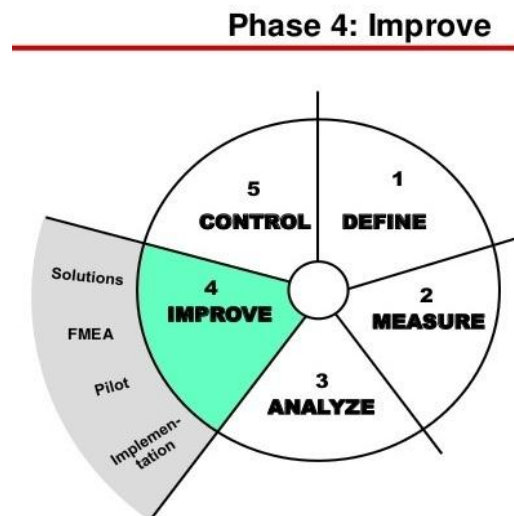 Phase 4: Improve
1
DEFINE
2
MEASURE
3
ANALYZE
4
IMPROVE
5
CONTROL
Solutions
FMEA
Pilot
Implemen-
tation